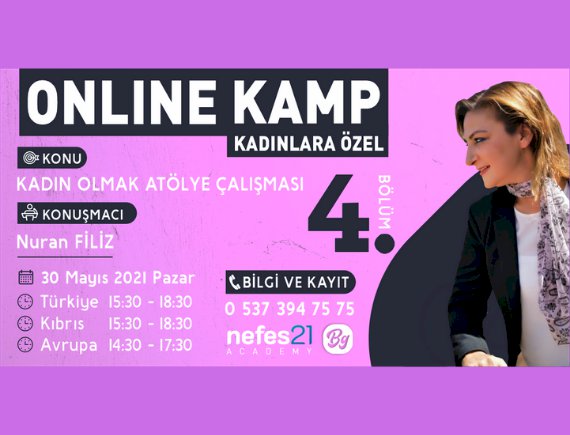 ONLINE KAMP
KADINLARA ÖZEL
KONU
KADIN OLMAK ATÖLYE ÇALIŞMASI
KONUŞMACI
Nuran FİLİZ
4.
BÖLÜM
30 Mayıs 2021 Pazar
Türkiye 15:30 - 18:30
Kıbrıs 15:30 - 18:30
Avrupa 14:30 - 17:30
BİLGİ VE KAYIT
0 537 394 75 75
nefes21
ACADEMY
By